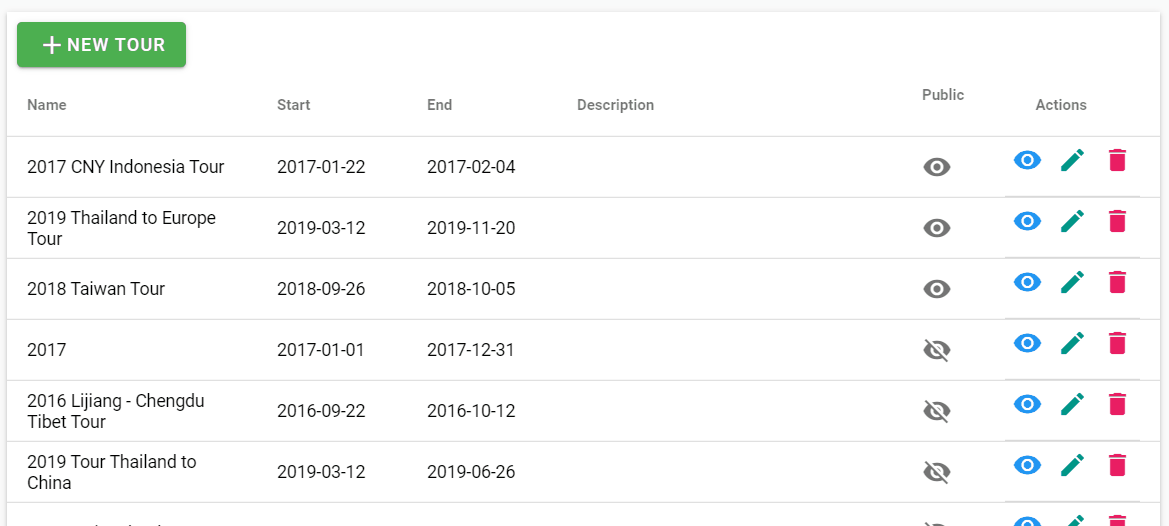 NEW TOUR
Name Start End Description Public Actions
2017 CNY Indonesia Tour 2017-01-22 2017-02-04
2019 Thailand to Europe
Tour 2019-03-12 2019-11-20
2018 Taiwan Tour 2018-09-26 2018-10-05
2017 2017-01-01 2017-12-31
2016 Lijiang - Chengdu
Tibet Tour 2016-09-22 2016-10-12
2019 Tour Thailand to
China 2019-03-12 2019-06-26